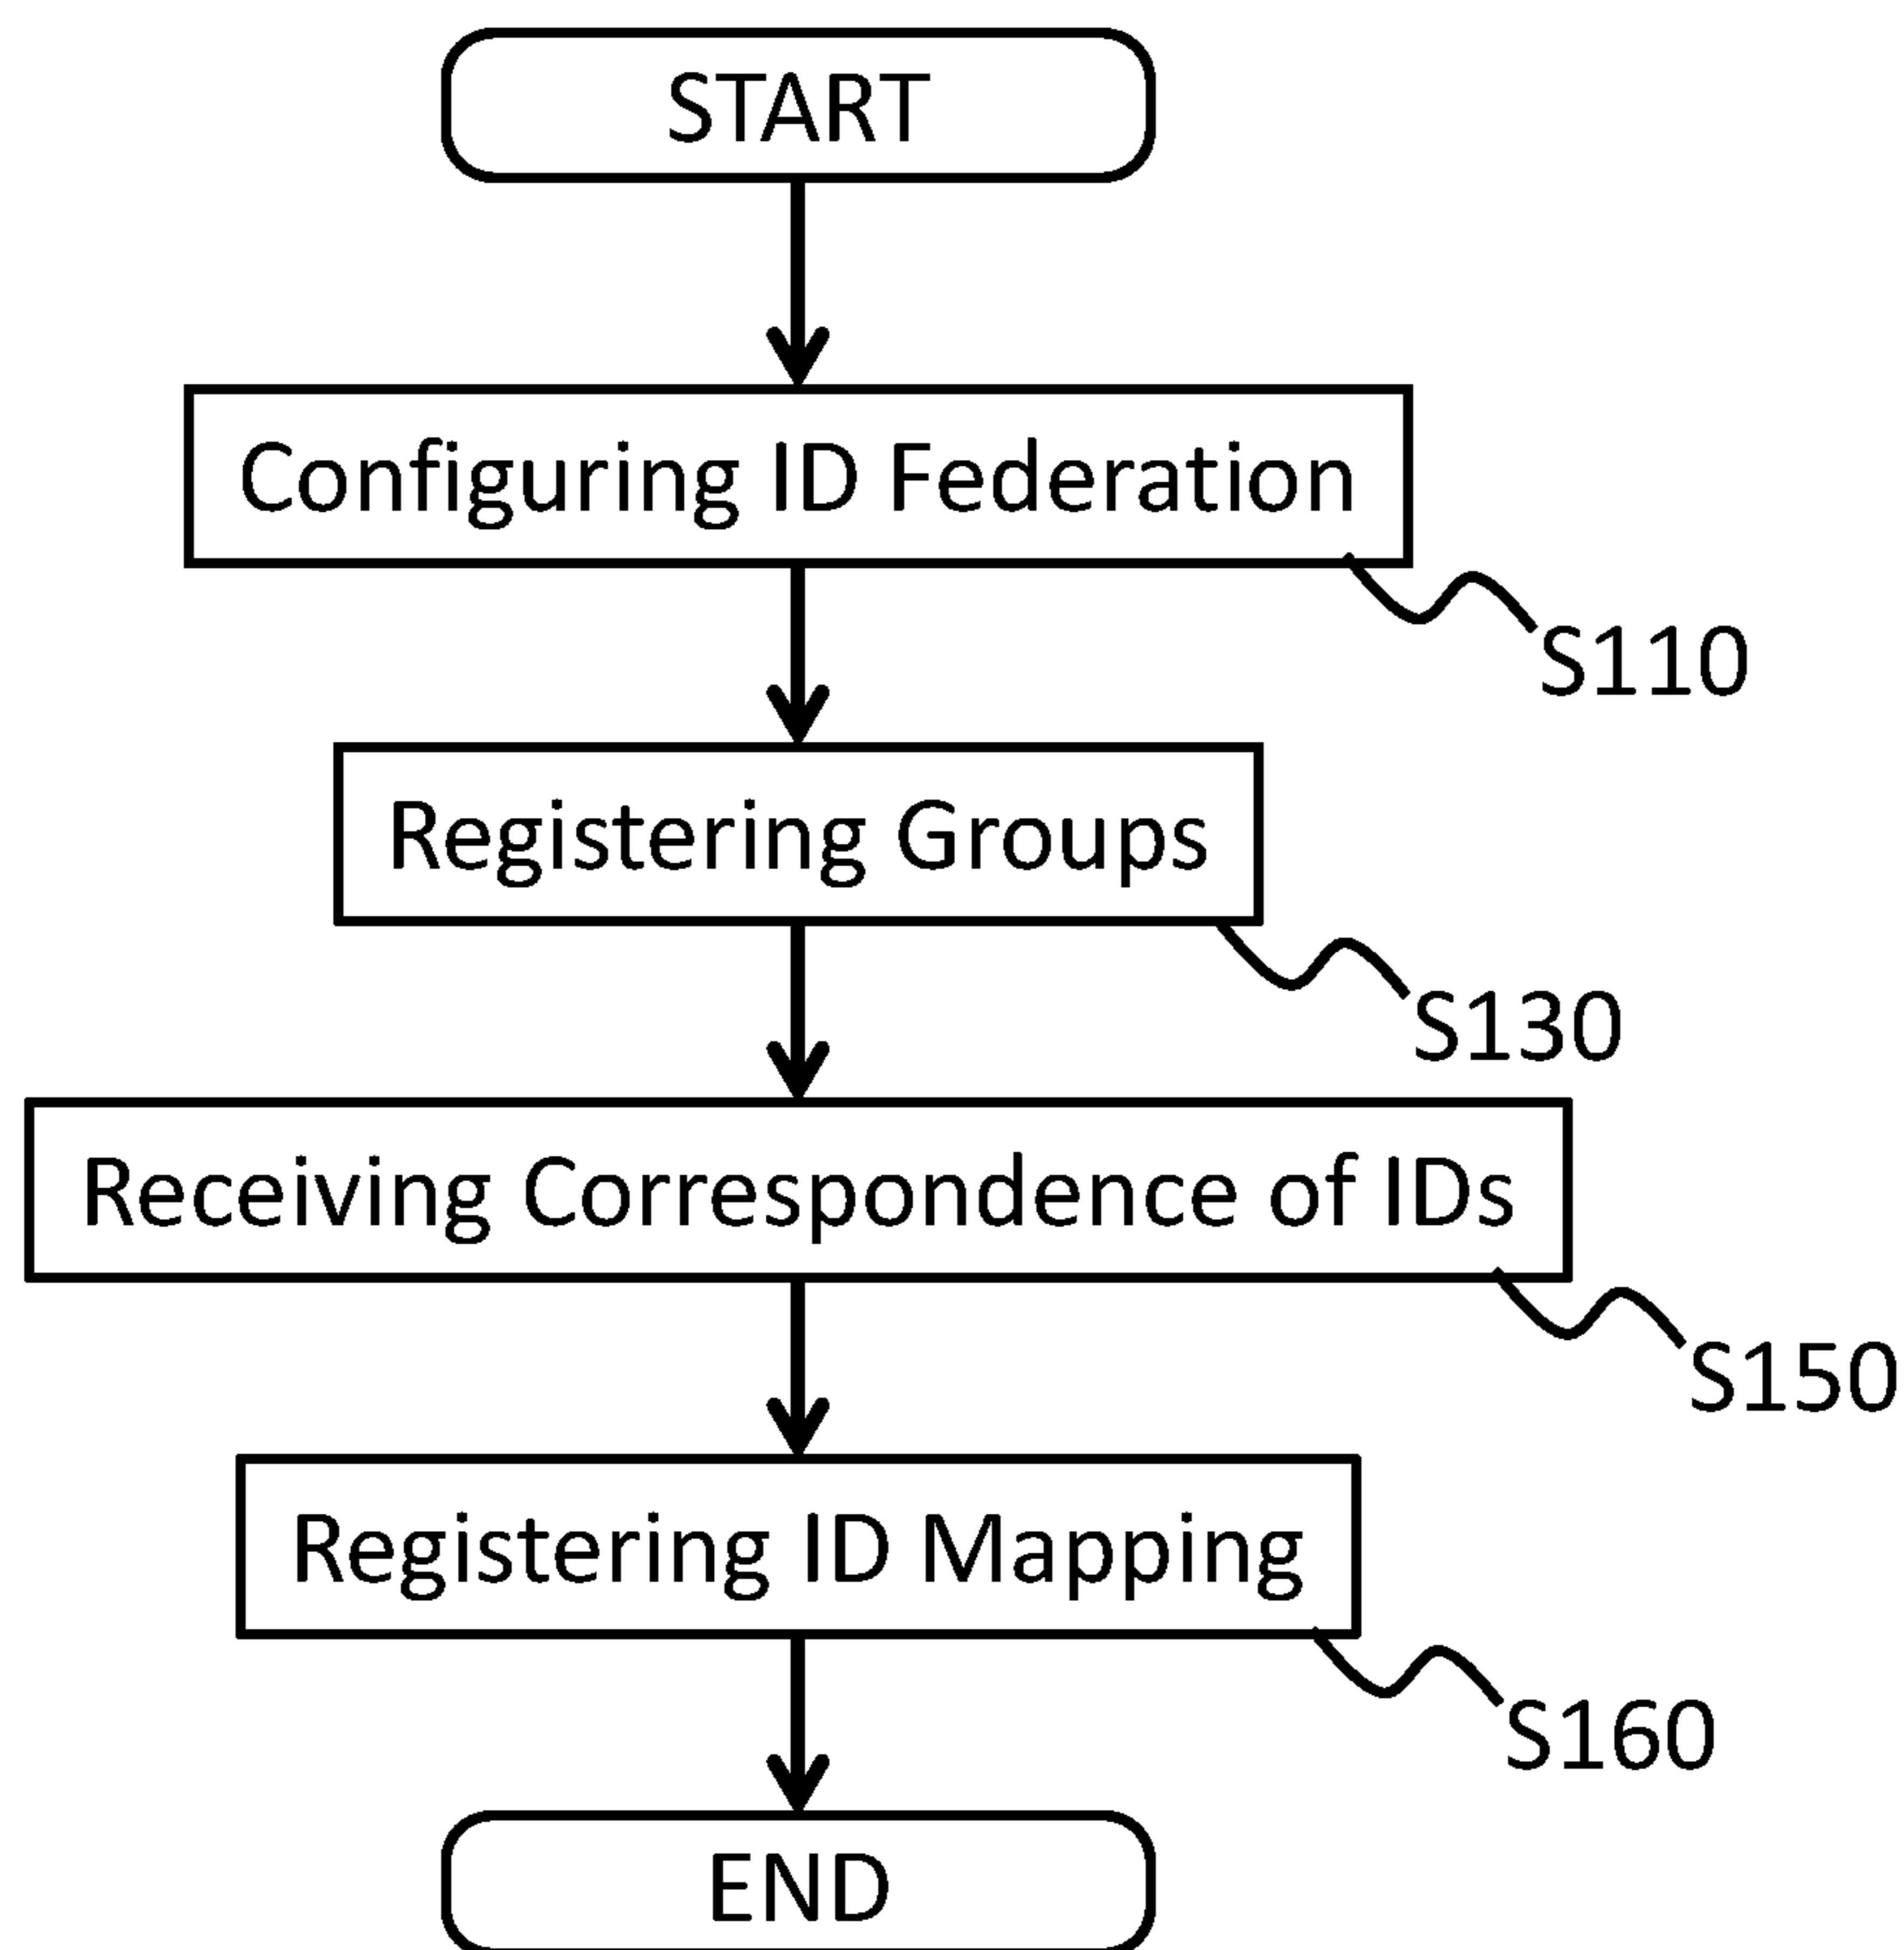 START
Configuring ID Federation
S110
Registering Groups
S130
Receiving Correspondence of IDs
S150
Registering ID Mapping
S160
END